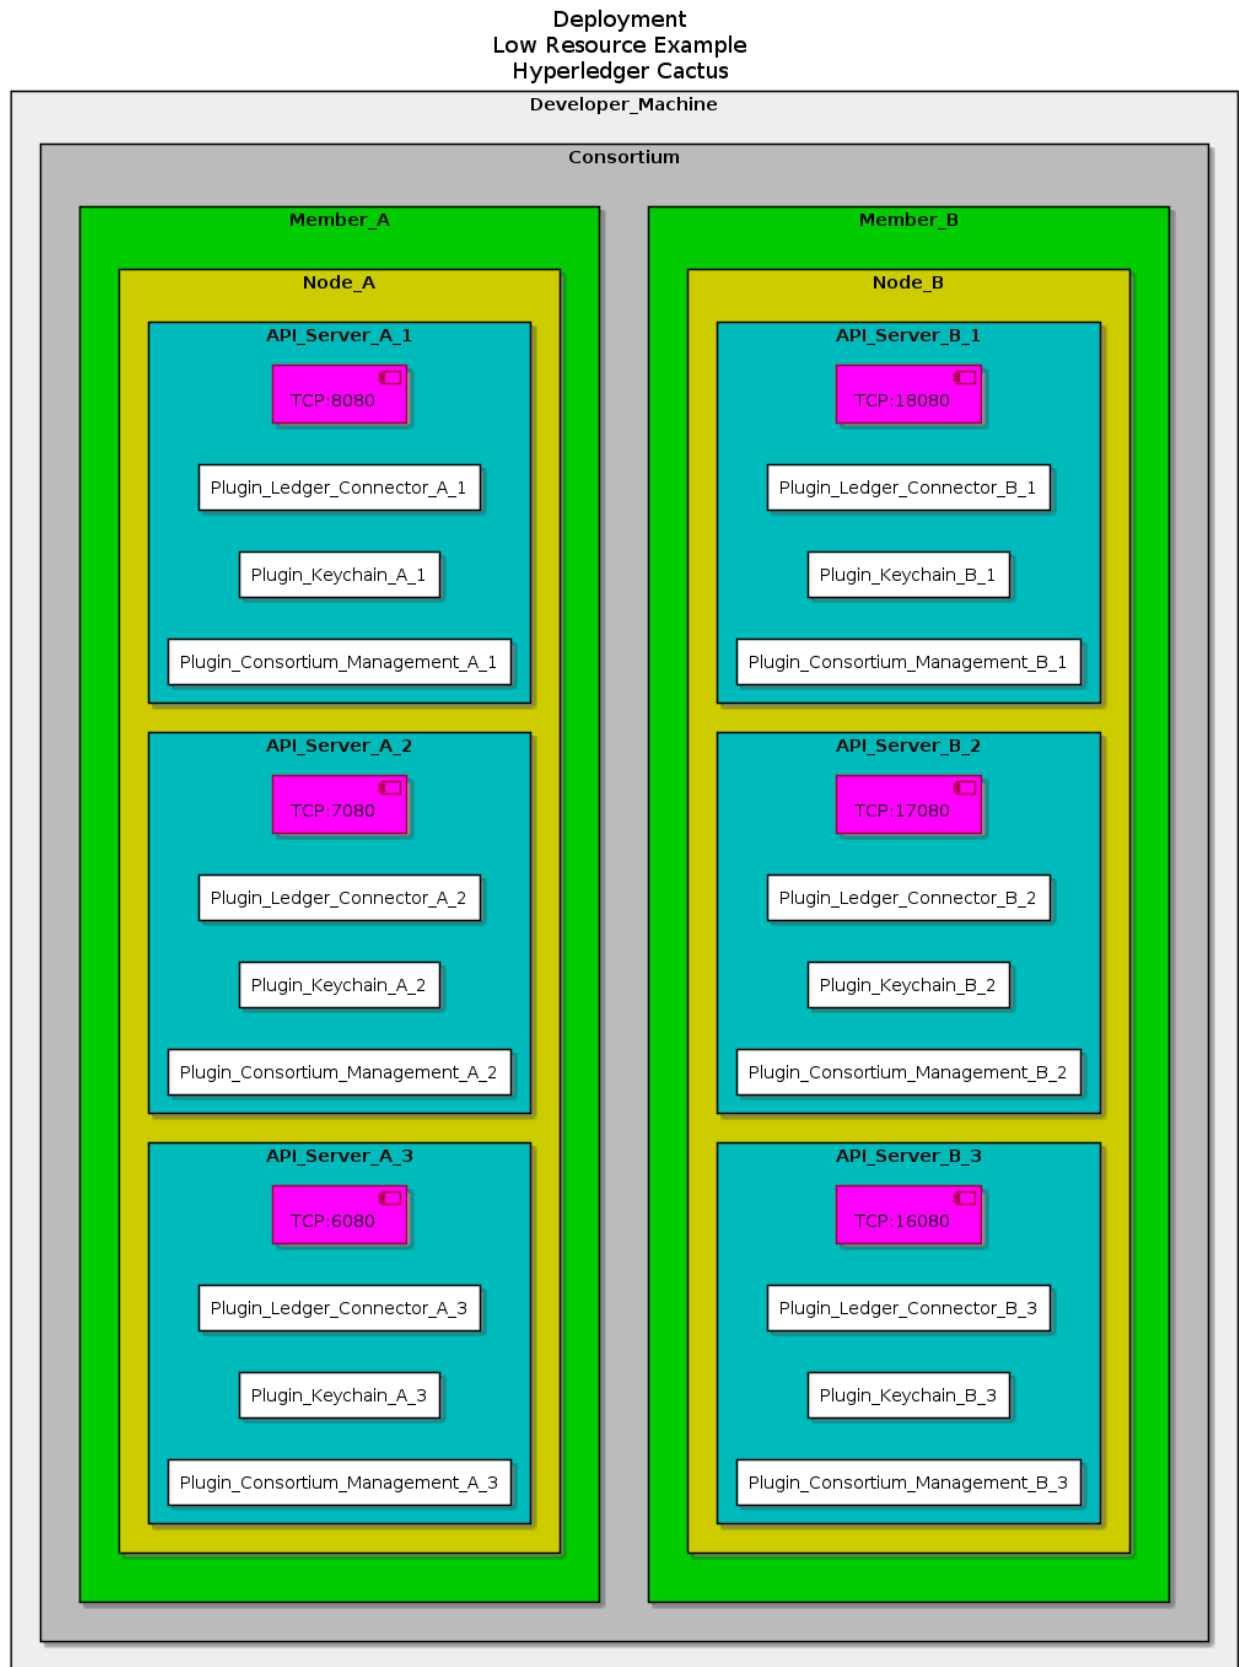 Deployment
Low Resource Example
Hyperledger Cactus
Developer_Machine
Consortium
Member_A
Node_A
API_Server_A_1
TCP:8080
Plugin_Ledger_Connector_A_1
Plugin_Keychain_A_1
Plugin_Consortium_Management_A_1
API_Server_A_2
TCP:7080
Plugin_Ledger_Connector_A_2
Plugin_Keychain_A_2
Plugin_Consortium_Management_A_2
API_Server_A_3
TCP:6080
Plugin_Ledger_Connector_A_3
Plugin_Keychain_A_3
Plugin_Consortium_Management_A_3
Member_B
Node_B
API_Server_B_1
TCP:18080
Plugin_Ledger_Connector_B_1
Plugin_Keychain_B_1
Plugin_Consortium_Management_B_1
API_Server_B_2
TCP:17080
Plugin_Ledger_Connector_B_2
Plugin_Keychain_B_2
Plugin_Consortium_Management_B_2
API_Server_B_3
TCP:16080
Plugin_Ledger_Connector_B_3
Plugin_Keychain_B_3
Plugin_Consortium_Management_B_3